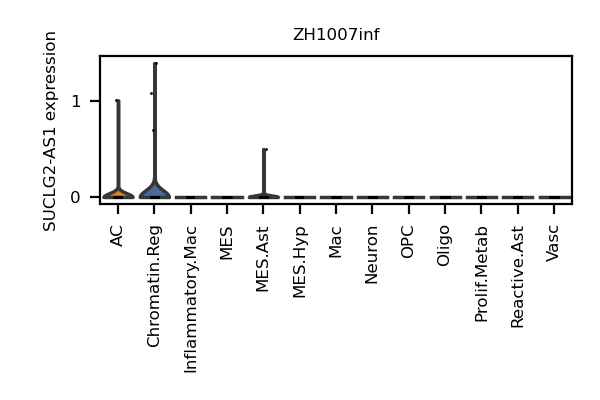 ZH1007inf
SUCLG2-AS1 expression
1
0
AC
Chromatin.Reg
Inflammatory.Mac
MES
MES.Ast
MES.Hyp
Mac
Neuron
OPC
Oligo
Prolif.Metab
Reactive.Ast
Vasc